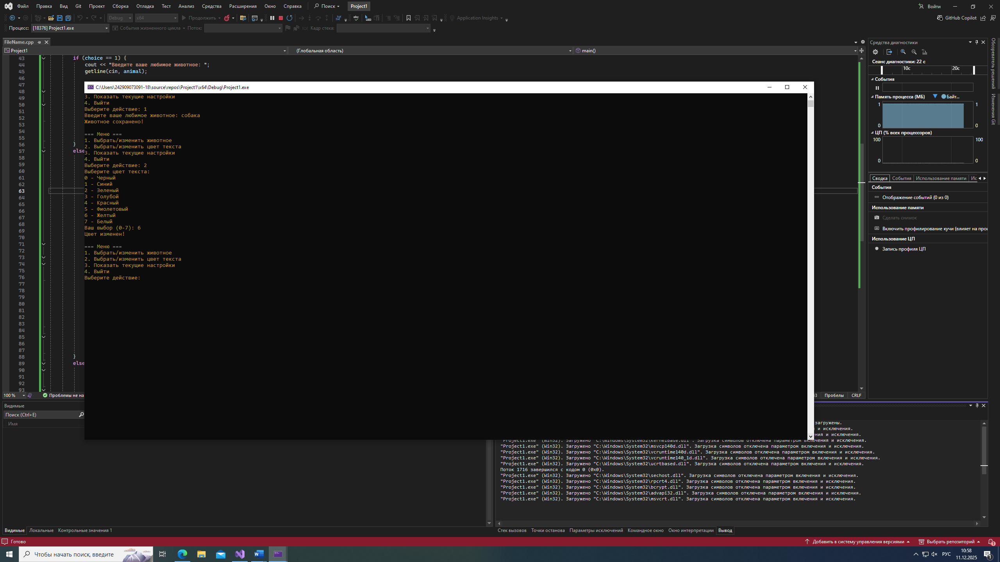 Файл Правка Вид Git Проект Сборка Отладка Тест Анализ Средства Расширения Окно Справка Поиск Project1 Войти
Debug x64 Продолжить Application Insights GitHub Copilot
Процесс: [18376] Project1.exe События жизненного цикла Поток: Кадр стека:
FileName.cpp
Project1 (Глобальная область) main()
43 if (choice == 1) {
44 cout << "Введите ваше любимое животное: ";
45 getline(cin, animal);
46
47
48
49
50
51
52
53
54
55
56 }
57 else
58
59
60
61
62
63
64
65
66
67
68
69
70
71
72
73
74
75
76
77
78
79
80
81
82
83
84
85
86
87
88 }
89 else
90
91
92
93
C:\Users\242909073091-18\source\repos\Project1\x64\Debug\Project1.exe
3. Показать текущие настройки
4. Выйти
Выберите действие: 1
Введите ваше любимое животное: собака
Животное сохранено!
=== Меню ===
1. Выбрать/изменить животное
2. Выбрать/изменить цвет текста
3. Показать текущие настройки
4. Выйти
Выберите действие: 2
Выберите цвет текста:
0 - Черный
1 - Синий
2 - Зеленый
3 - Голубой
4 - Красный
5 - Фиолетовый
6 - Желтый
7 - Белый
Ваш выбор (0-7): 6
Цвет изменен!
=== Меню ===
1. Выбрать/изменить животное
2. Выбрать/изменить цвет текста
3. Показать текущие настройки
4. Выйти
Выберите действие:
100 % Проблемы не на
Пробелы CRLF
Средства диагностики
Сеанс диагностики: 22 с
10с 20с
События
Память процесса (МБ) Байт...
1 1
0 0
ЦП (% всех процессоров)
100 100
0 0
Сводка События Использование памяти Ис
События
Отображение событий (0 из 0)
Использование памяти
Сделать снимок
Включить профилирование кучи (влияет на прои
Использование ЦП
Запись профиля ЦП
Обозреватель решений
Изменения Git
Видимые
Поиск (Ctrl+E)
Имя
Видимые Локальные Контрольные значения 1
загружены.
и исключения.
ния и исключения.
"Project1.exe" (Win32). Загружено "C:\Windows\System32\KernelBase.dll". Загрузка символов отключена параметром включения и исключения.
"Project1.exe" (Win32). Загружено "C:\Windows\System32\msvcp140d.dll". Загрузка символов отключена параметром включения и исключения.
"Project1.exe" (Win32). Загружено "C:\Windows\System32\vcruntime140d.dll". Загрузка символов отключена параметром включения и исключения.
"Project1.exe" (Win32). Загружено "C:\Windows\System32\vcruntime140_1d.dll". Загрузка символов отключена параметром включения и исключения.
"Project1.exe" (Win32). Загружено "C:\Windows\System32\ucrtbased.dll". Загрузка символов отключена параметром включения и исключения.
Поток 1716 завершился с кодом 0 (0x0).
"Project1.exe" (Win32). Загружено "C:\Windows\System32\sechost.dll". Загрузка символов отключена параметром включения и исключения.
"Project1.exe" (Win32). Загружено "C:\Windows\System32\rpcrt4.dll". Загрузка символов отключена параметром включения и исключения.
"Project1.exe" (Win32). Загружено "C:\Windows\System32\bcrypt.dll". Загрузка символов отключена параметром включения и исключения.
"Project1.exe" (Win32). Загружено "C:\Windows\System32\advapi32.dll". Загрузка символов отключена параметром включения и исключения.
"Project1.exe" (Win32). Загружено "C:\Windows\System32\msvcrt.dll". Загрузка символов отключена параметром включения и исключения.
Стек вызовов Точки останова Параметры исключений Командное окно Окно интерпретации Вывод
Готово Добавить в систему управления версиями Выбрать репозиторий 1
Чтобы начать поиск, введите РУС 10:58
11.12.2025 1